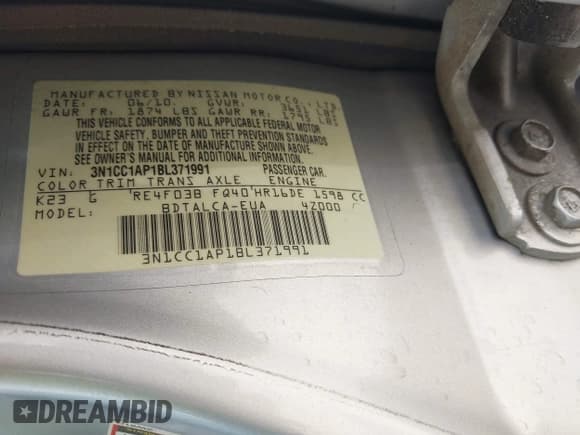 MANUFACTURED BY NISSAN MOTOR CO., LT
DATE: 06/10. GVWR:
GAWR FR: 1874 LBS GAWR RR:
THIS VEHICLE CONFORMS TO ALL APPLICABLE FEDERAL MOTOR
VEHICLE SAFETY, BUMPER AND THEFT PREVENTION STANDARDS
IN EFFECT ON THE DATE OF MANUFACTURE SHOWN ABOVE.
SEE OWNER'S MANUAL FOR ADDITIONAL INFORMATION.
VIN: 3N1CC1AP1BL371991 PASSENGER CAR.
COLOR TRIM TRANS AXLE ENGINE
K23 G RE4F03B FQ40 HR16DE 1598 CC
MODEL: BDTALCA-EUA 42000
3N1CC1AP1BL371991
DREAMBID